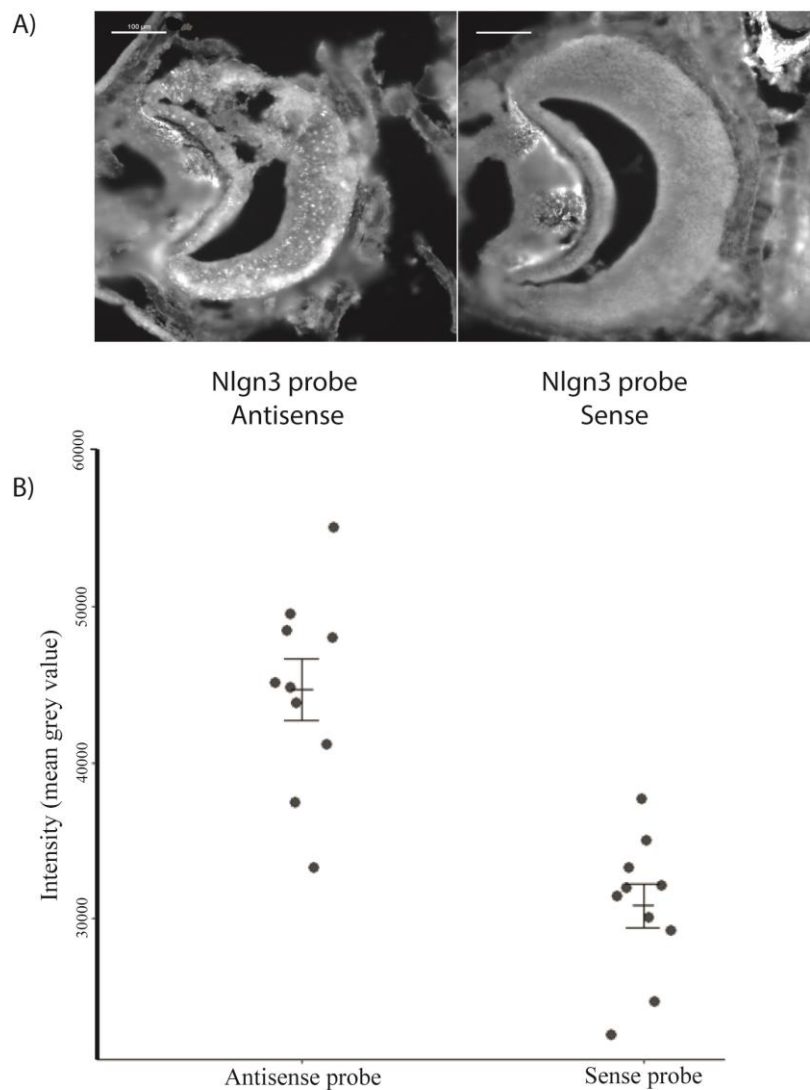 A)
100 µm
Nlgn3 probe
Antisense
Nlgn3 probe
Sense
B)
Intensity (mean grey value)
60000
50000
40000
30000
Antisense probe
Sense probe